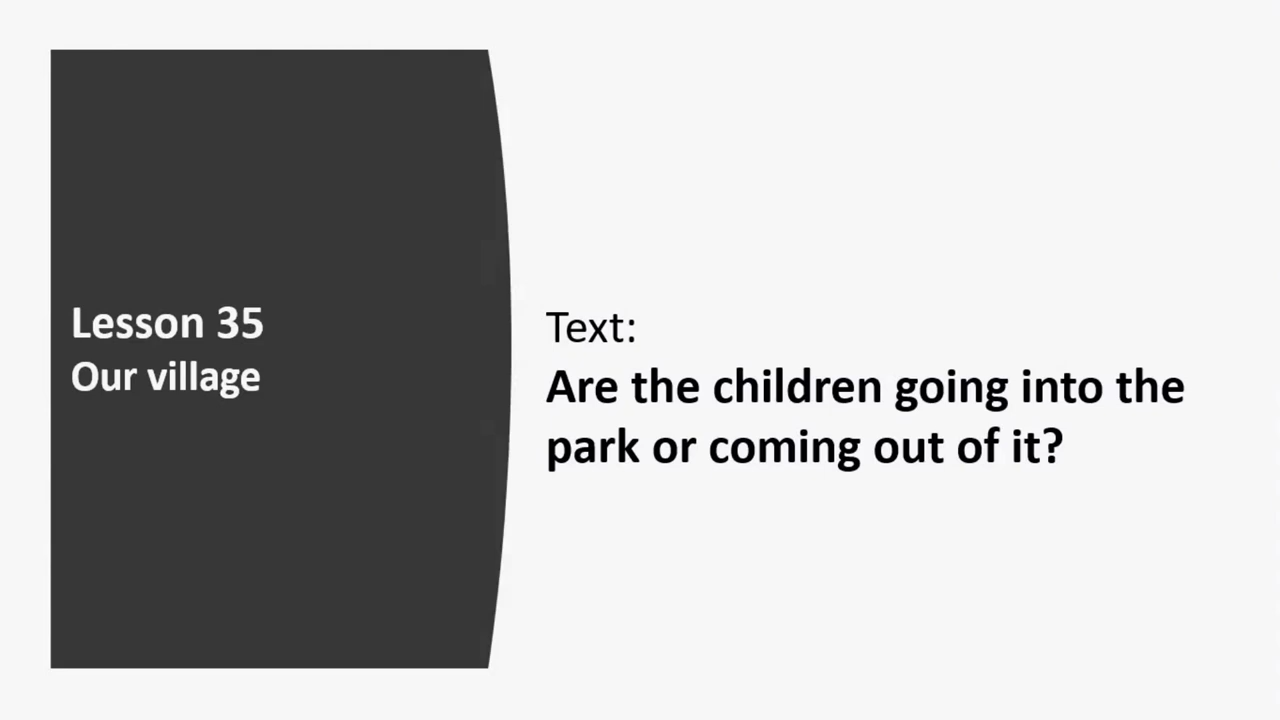 Lesson 35
Our village
Text:
Are the children going into the
park or coming out of it?